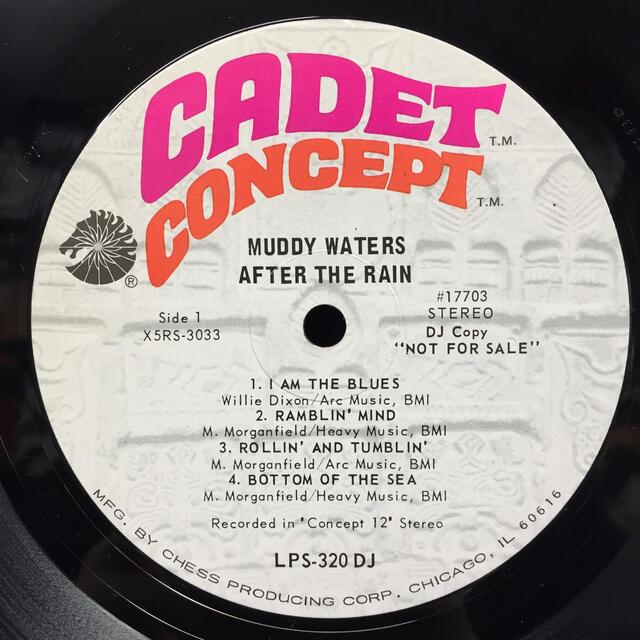 CADET T.M.
CONCEPT T.M.
®
MUDDY WATERS
AFTER THE RAIN
Side 1
X5RS-3033
#17703
STEREO
DJ Copy
"NOT FOR SALE"
1. I AM THE BLUES
Willie Dixon/Arc Music, BMI
2. RAMBLIN' MIND
M. Morganfield/Heavy Music, BMI
3. ROLLIN' AND TUMBLIN'
M. Morganfield/Arc Music, BMI
4. BOTTOM OF THE SEA
M. Morganfield/Heavy Music, BMI
Recorded in 'Concept 12' Stereo
LPS-320 DJ
MFG. BY CHESS PRODUCING CORP. CHICAGO, IL 60616